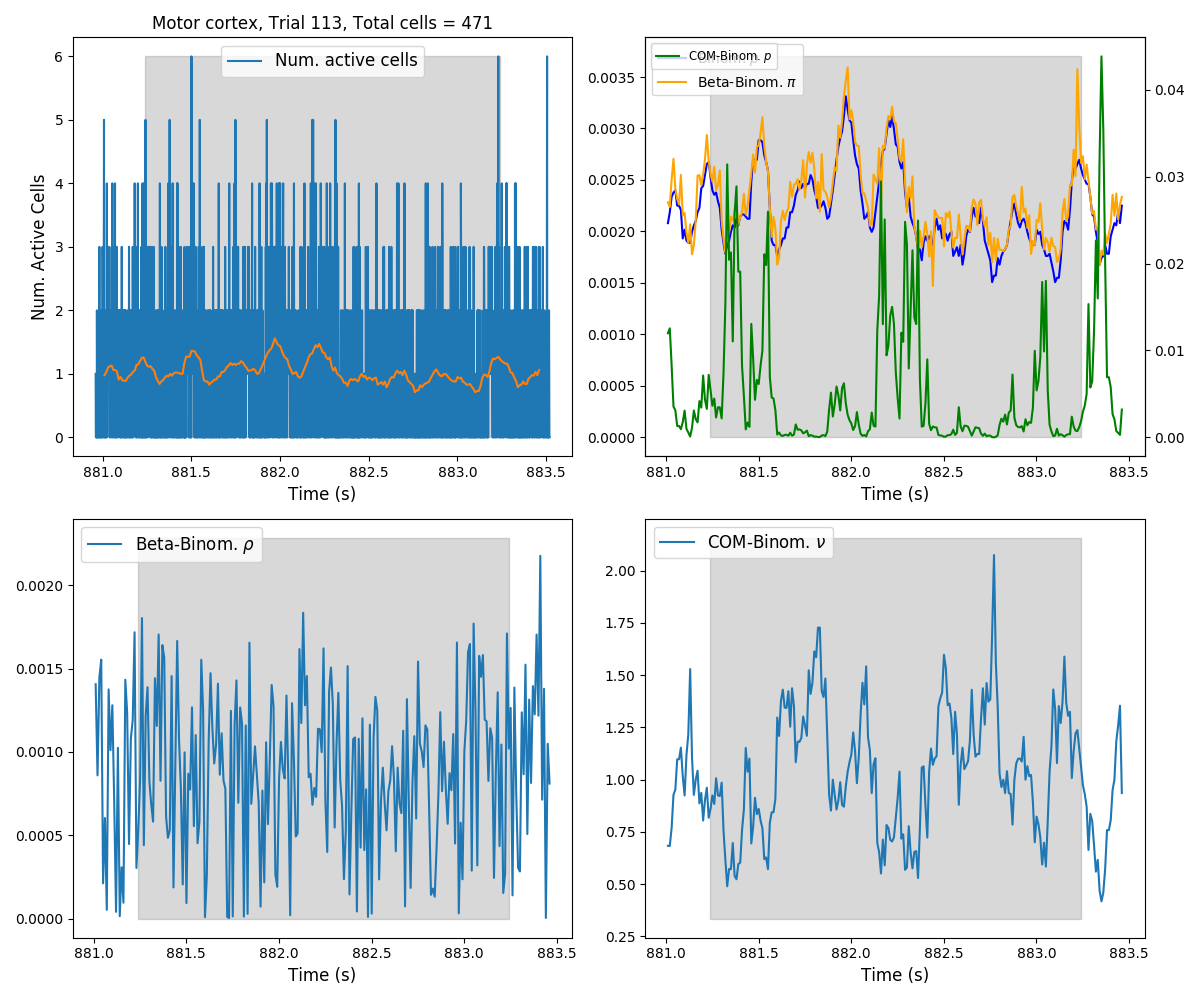 Motor cortex, Trial 113, Total cells = 471
Num. active cells
Num. Active Cells
6
5
4
3
2
1
0
881.0 881.5 882.0 882.5 883.0 883.5
Time (s)
COM-Binom. p
Beta-Binom. π
0.0035
0.0030
0.0025
0.0020
0.0015
0.0010
0.0005
0.0000
0.04
0.03
0.02
0.01
0.00
881.0 881.5 882.0 882.5 883.0 883.5
Time (s)
Beta-Binom. ρ
0.0020
0.0015
0.0010
0.0005
0.0000
881.0 881.5 882.0 882.5 883.0 883.5
Time (s)
COM-Binom. ν
2.00
1.75
1.50
1.25
1.00
0.75
0.50
0.25
881.0 881.5 882.0 882.5 883.0 883.5
Time (s)